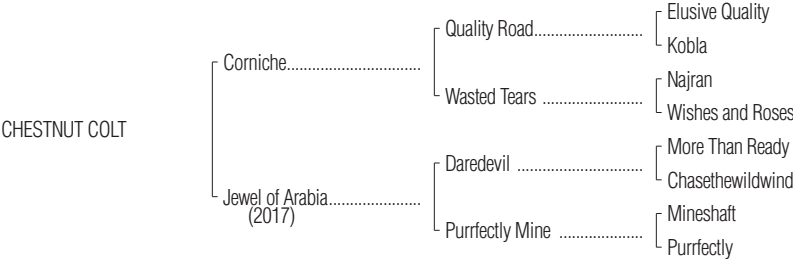 Elusive Quality
Quality Road..........................
Kobla
Corniche................................
Najran
Wasted Tears ........................
Wishes and Roses
CHESTNUT COLT
More Than Ready
Daredevil ..............................
Chasethewildwind
Jewel of Arabia......................
(2017)
Mineshaft
Purrfectly Mine ....................
Purrfectly